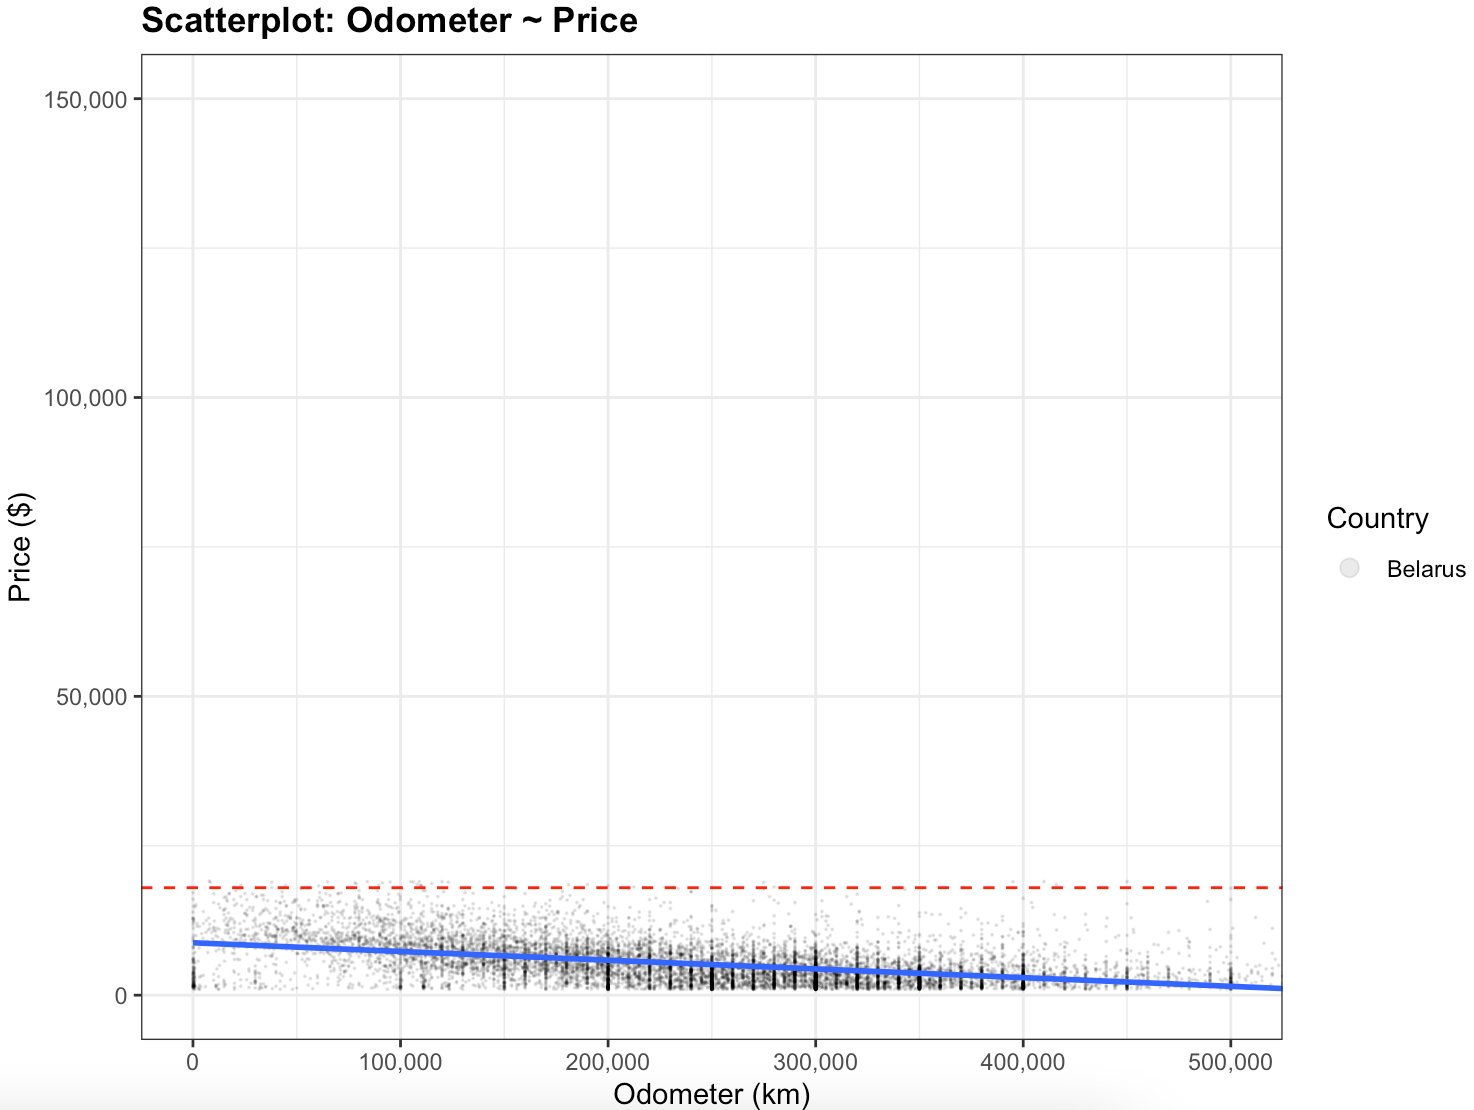 Scatterplot: Odometer ~ Price
150,000
100,000
50,000
0
Price ($)
0 100,000 200,000 300,000 400,000 500,000
Odometer (km)
Country
Belarus